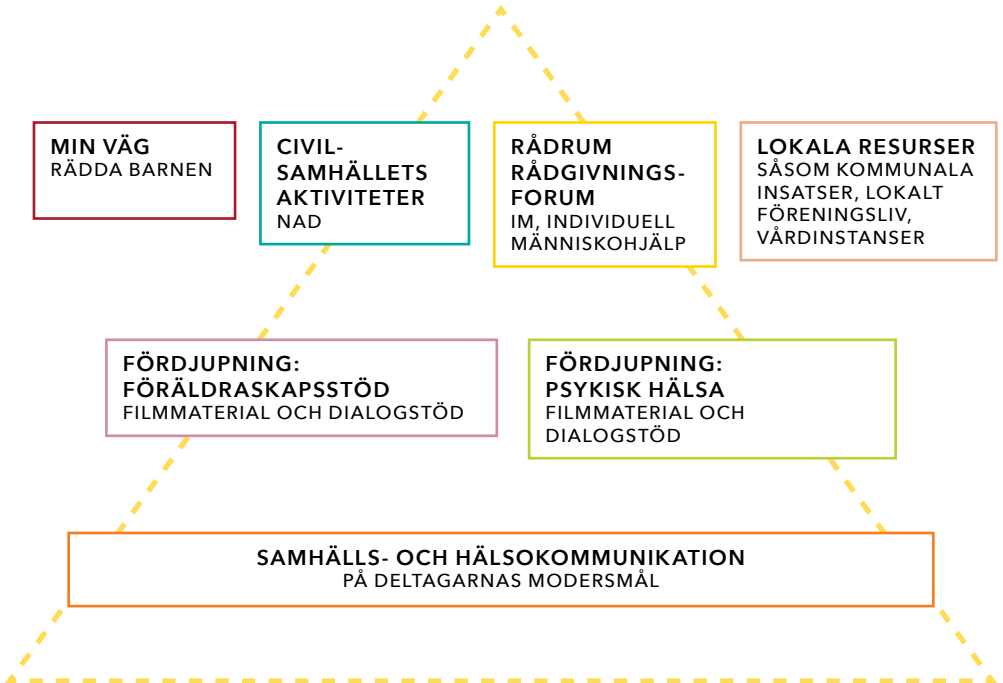 MIN VÄG
RÄDDA BARNEN
CIVIL-
SAMHÄLLETS
AKTIVITETER
NAD
RÅDRUM
RÅDGIVNINGS-
FORUM
IM, INDIVIDUELL
MÄNNISKOHJÄLP
LOKALA RESURSER
SÅSOM KOMMUNALA
INSATSER, LOKALT
FÖRENINGSLIV,
VÅRDINSTANSER
FÖRDJUPNING:
FÖRÄLDRASKAPSSTÖD
FILMMATERIAL OCH DIALOGSTÖD
FÖRDJUPNING:
PSYKISK HÄLSA
FILMMATERIAL OCH
DIALOGSTÖD
SAMHÄLLS- OCH HÄLSOKOMMUNIKATION
PÅ DELTAGARNAS MODERSMÅL